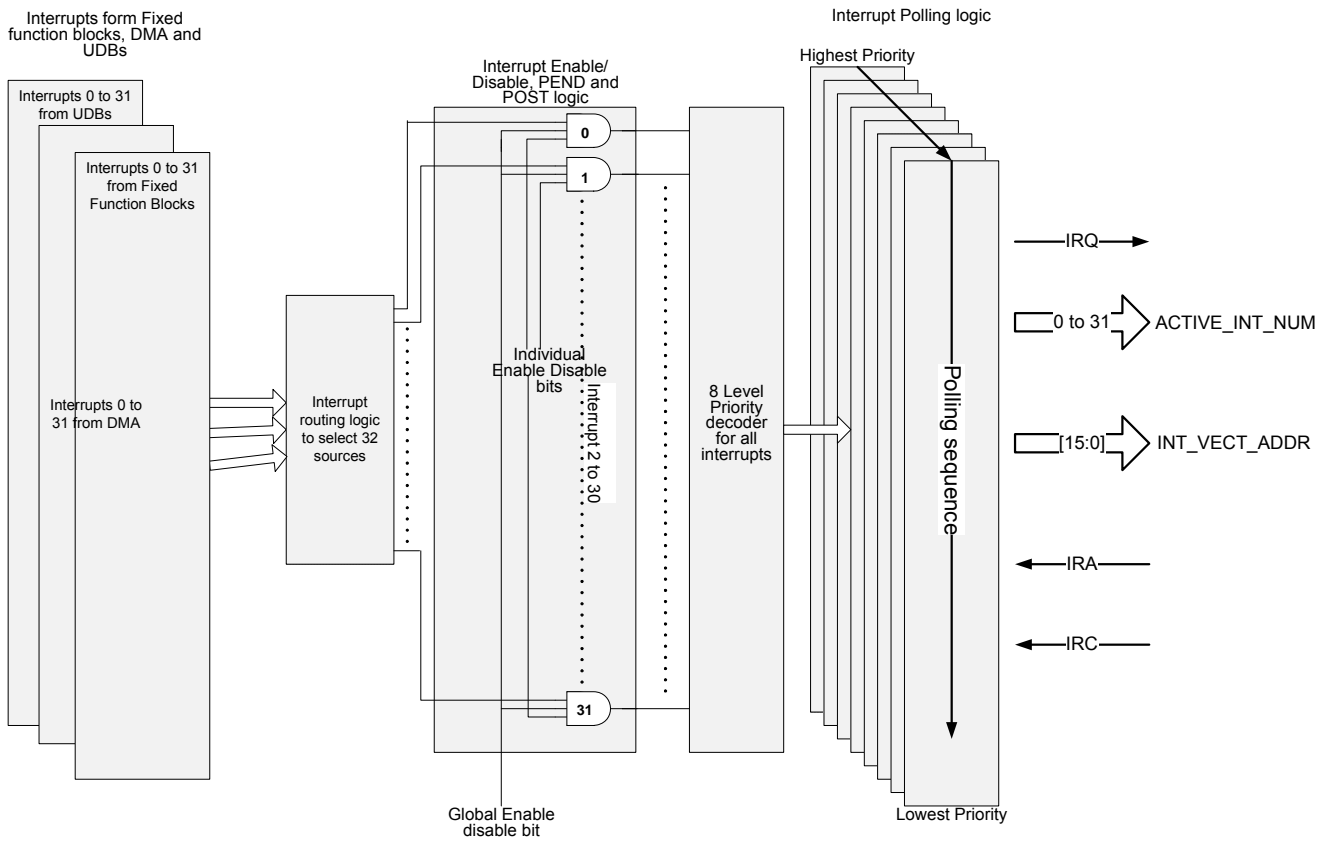 Interrupts form Fixed
function blocks, DMA and
UDBs
Interrupts 0 to 31
from UDBs
Interrupts 0 to 31
from Fixed
Function Blocks
Interrupts 0 to
31 from DMA
Interrupt
routing logic
to select 32
sources
Interrupt Enable/
Disable, PEND and
POST logic
0
1
Individual
Enable Disable
bits
Interrupt 2 to 30
31
Global Enable
disable bit
8 Level
Priority
decoder
for all
interrupts
Interrupt Polling logic
Highest Priority
Polling sequence
Lowest Priority
IRQ
0 to 31
ACTIVE_INT_NUM
[15:0]
INT_VECT_ADDR
IRA
IRC